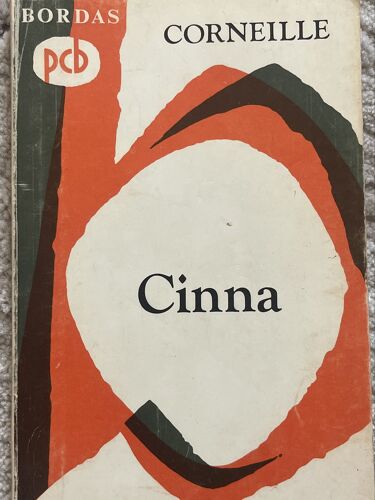 BORDAS
pcb
CORNEILLE
Cinna